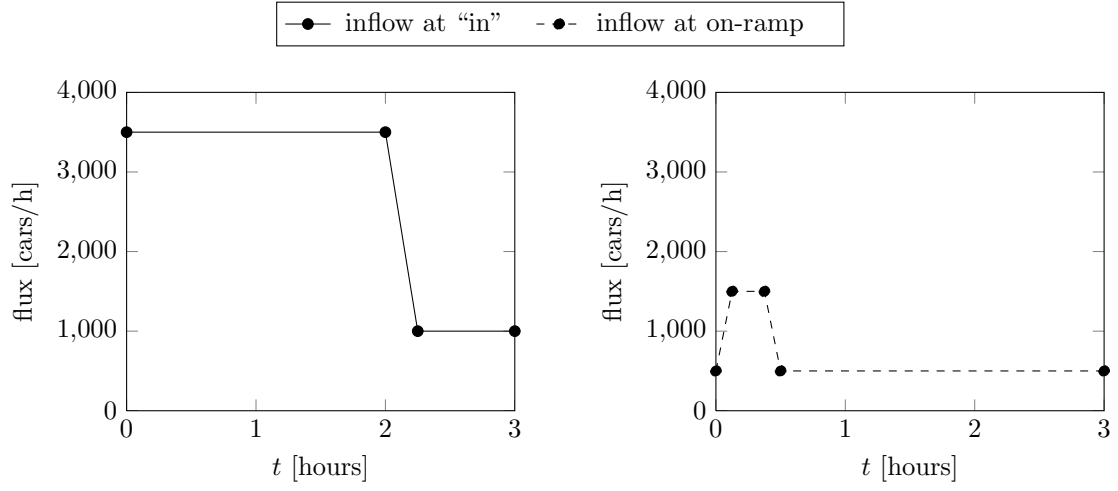 inflow at “in” inflow at on-ramp
4,000 4,000
3,000 3,000
2,000 2,000
1,000 1,000
0 0
0 1 2 3 0 1 2 3
flux [cars/h] flux [cars/h]
t [hours] t [hours]